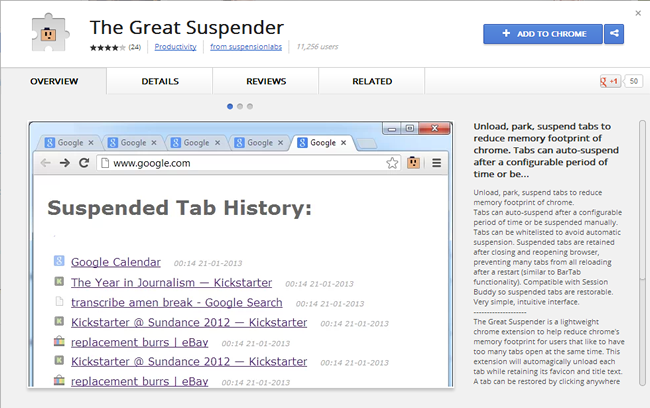 The Great Suspender
(24) Productivity from suspensionlabs 11,256 users
+ ADD TO CHROME
OVERVIEW DETAILS REVIEWS RELATED
+1 50
Google Google Google Google Google
www.google.com
Suspended Tab History:
Google Calendar 00:14 21-01-2013
The Year in Journalism — Kickstarter 00:14 21-01-2013
transcribe amen break - Google Search 00:14 21-01-2013
Kickstarter @ Sundance 2012 — Kickstarter 00:14 21-01-2013
replacement burrs | eBay 00:14 21-01-2013
Kickstarter @ Sundance 2012 — Kickstarter 00:14 21-01-2013
replacement burrs | eBay 00:14 21-01-2013
Unload, park, suspend tabs to
reduce memory footprint of
chrome. Tabs can auto-suspend
after a configurable period of
time or be...
Unload, park, suspend tabs to reduce
memory footprint of chrome.
Tabs can auto-suspend after a configurable
period of time or be suspended manually.
Tabs can be whitelisted to avoid automatic
suspension. Suspended tabs are retained
after closing and reopening browser,
preventing many tabs from all reloading
after a restart (similar to BarTab
functionality). Compatible with Session
Buddy so suspended tabs are restorable.
Very simple, intuitive interface.
--------------------
The Great Suspender is a lightweight
chrome extension to help reduce chrome's
memory footprint for users that like to have
too many tabs open at the same time. This
extension will automagically unload each
tab while retaining its favicon and title text.
A tab can be restored by clicking anywhere